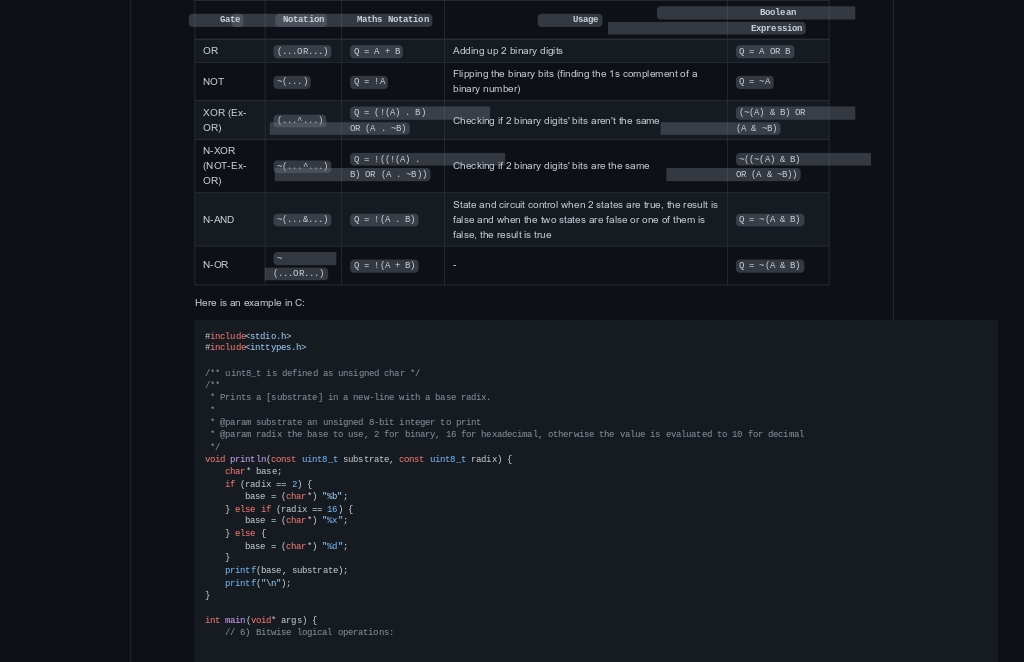 Gate Notation Maths Notation Usage Boolean
Expression
OR (...OR...) Q = A + B Adding up 2 binary digits Q = A OR B
NOT ~(...) Q = !A Flipping the binary bits (finding the 1s complement of a
binary number) Q = ~A
XOR (Ex-
OR) (...^...) Q = (!(A) . B)
OR (A . ~B) Checking if 2 binary digits' bits aren't the same (~(A) & B) OR
(A & ~B)
N-XOR
(NOT-Ex-
OR) ~(...^...) Q = !((!(A) .
B) OR (A . ~B)) Checking if 2 binary digits' bits are the same ~((~(A) & B)
OR (A & ~B))
N-AND ~(...&...) Q = !(A . B) State and circuit control when 2 states are true, the result is
false and when the two states are false or one of them is
false, the result is true Q = ~(A & B)
N-OR ~
(...OR...) Q = !(A + B) - Q = ~(A & B)
Here is an example in C:
#include<stdio.h>
#include<inttypes.h>
/** uint8_t is defined as unsigned char */
/**
 * Prints a [substrate] in a new-line with a base radix.
 *
 * @param substrate an unsigned 8-bit integer to print
 * @param radix the base to use, 2 for binary, 16 for hexadecimal, otherwise the value is evaluated to 10 for decimal
 */
void println(const uint8_t substrate, const uint8_t radix) {
    char* base;
    if (radix == 2) {
        base = (char*) "%b";
    } else if (radix == 16) {
        base = (char*) "%x";
    } else {
        base = (char*) "%d";
    }
    printf(base, substrate);
    printf("\n");
}
int main(void* args) {
    // 6) Bitwise logical operations: